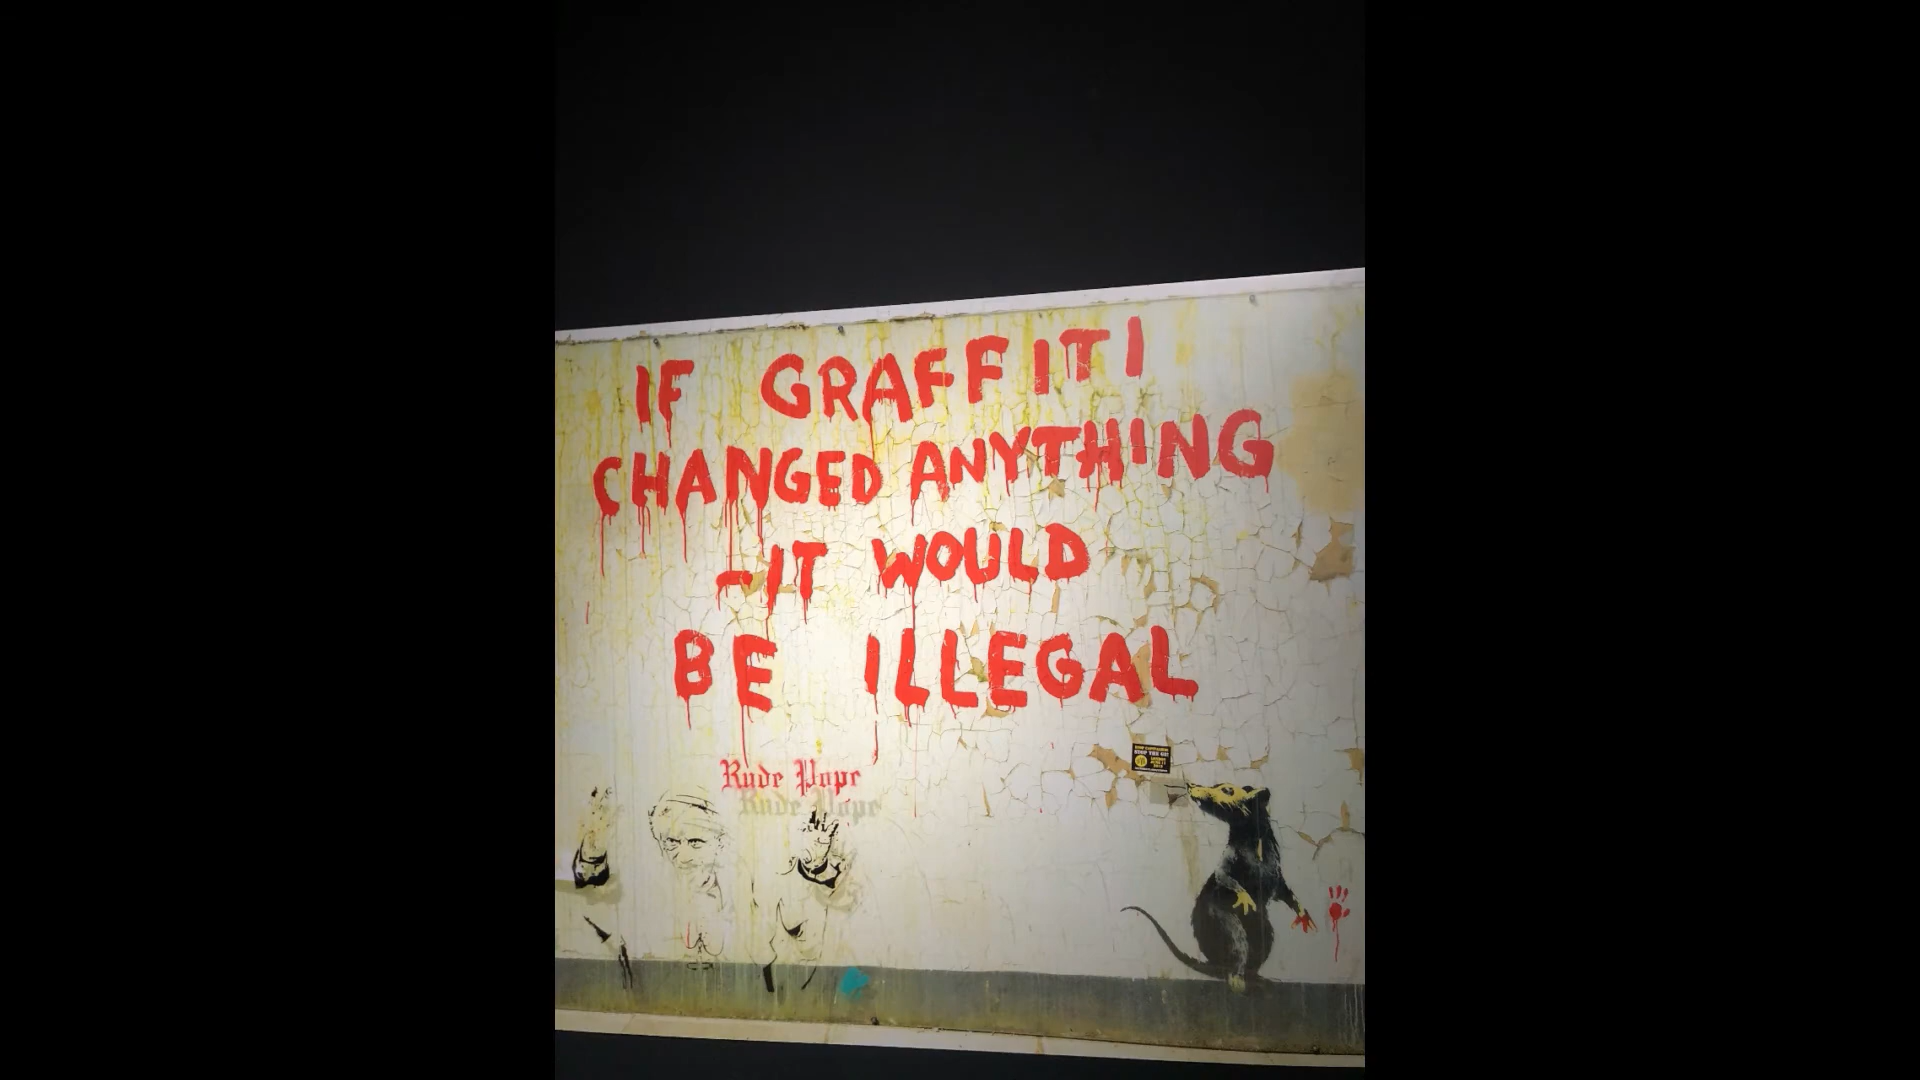 IF GRAFFITI
CHANGED ANYTHING
-IT WOULD
BE ILLEGAL
Rude Pope
Rude Pope